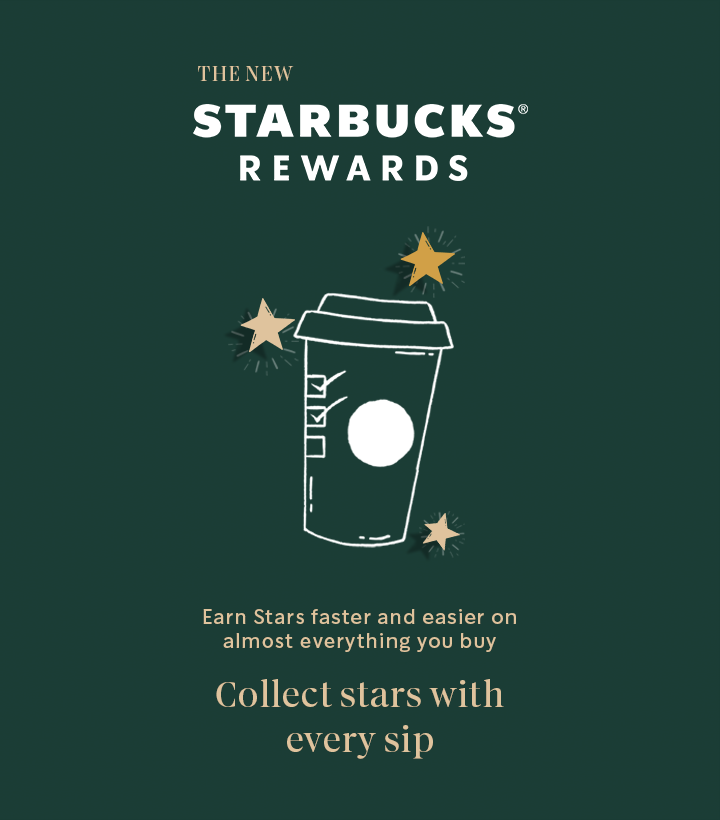 THE NEW
STARBUCKS®
REWARDS
Earn Stars faster and easier on
almost everything you buy
Collect stars with
every sip